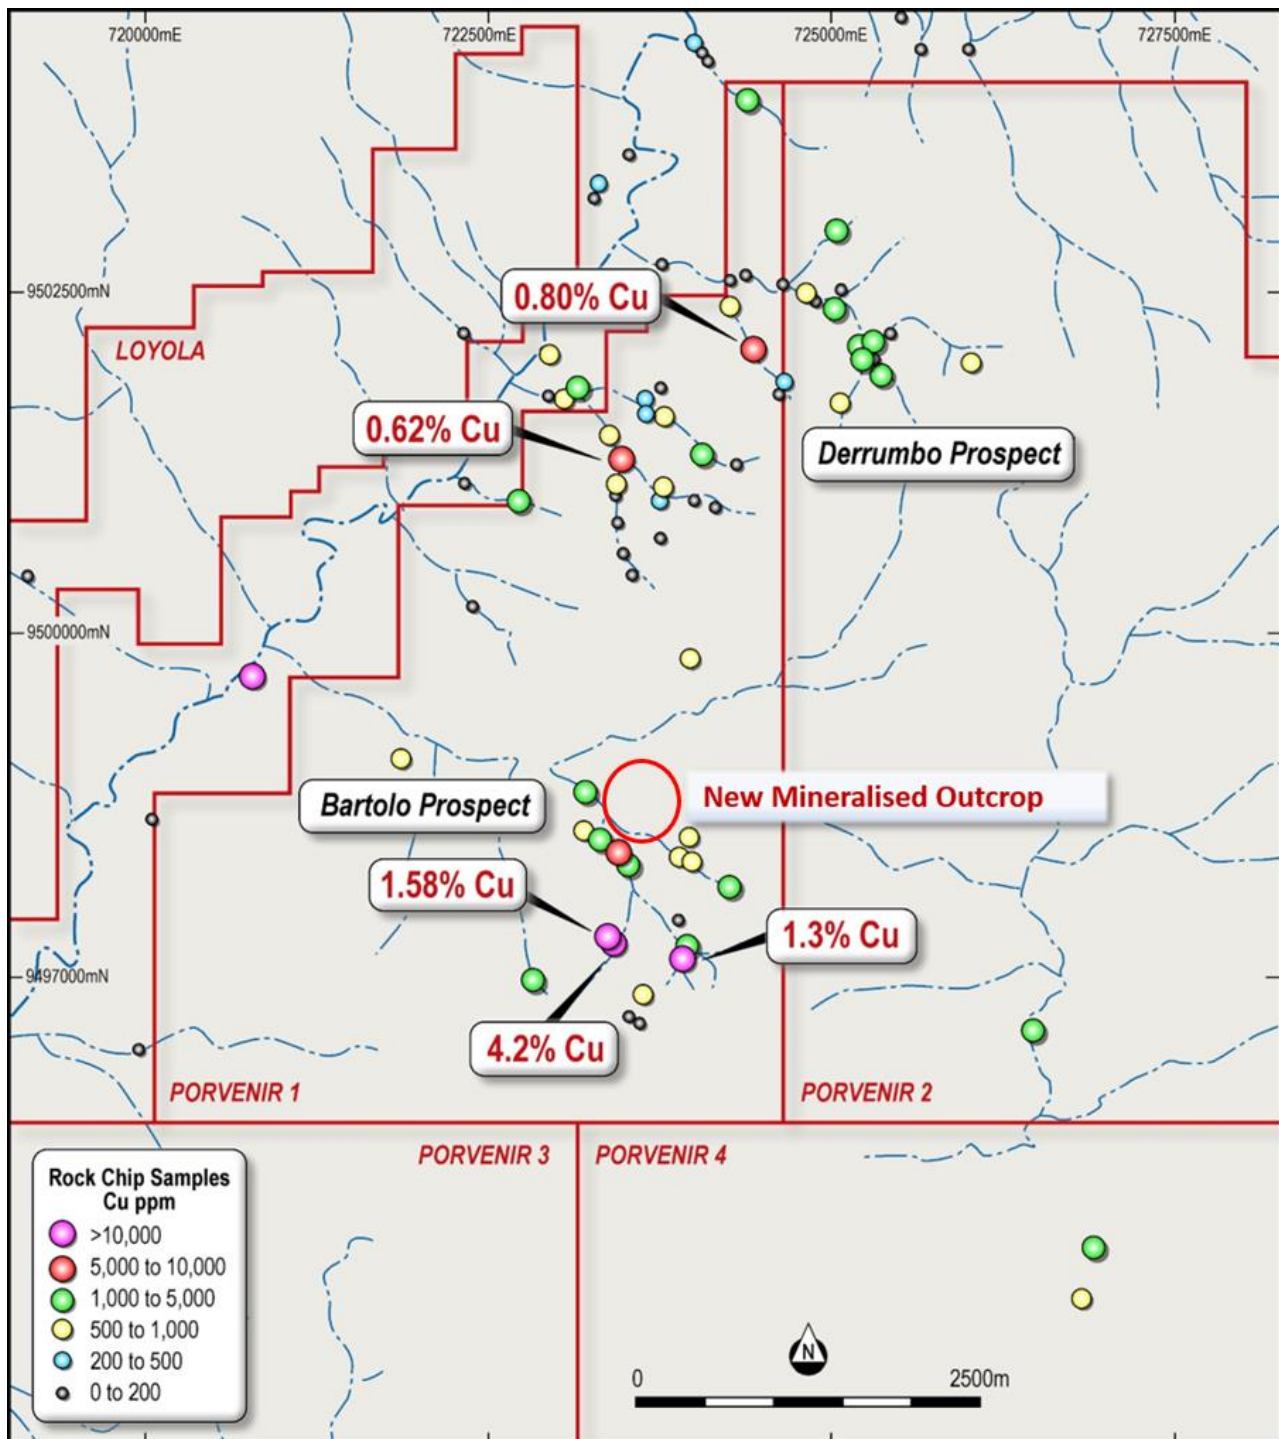 720000mE
722500mE
725000mE
727500mE
9502500mN
0.80% Cu
LOYOLA
0.62% Cu
Derrumbo Prospect
9500000mN
Bartolo Prospect
New Mineralised Outcrop
1.58% Cu
1.3% Cu
9497000mN
4.2% Cu
PORVENIR 1
PORVENIR 2
PORVENIR 3
PORVENIR 4
Rock Chip Samples
Cu ppm
>10,000
5,000 to 10,000
1,000 to 5,000
500 to 1,000
200 to 500
0 to 200
N
0
2500m